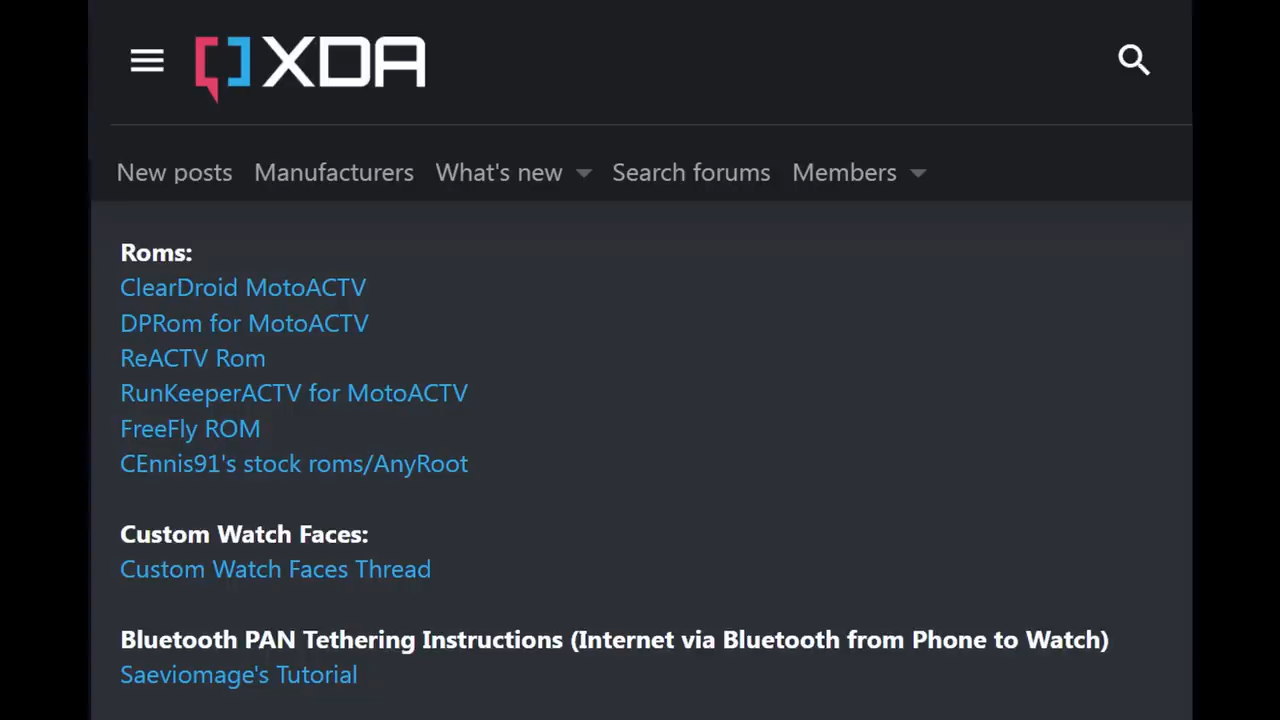 XDA
New posts Manufacturers What's new Search forums Members
Roms:
ClearDroid MotoACTV
DPRom for MotoACTV
ReACTV Rom
RunKeeperACTV for MotoACTV
FreeFly ROM
CEnnis91's stock roms/AnyRoot
Custom Watch Faces:
Custom Watch Faces Thread
Bluetooth PAN Tethering Instructions (Internet via Bluetooth from Phone to Watch)
Saeviomage's Tutorial